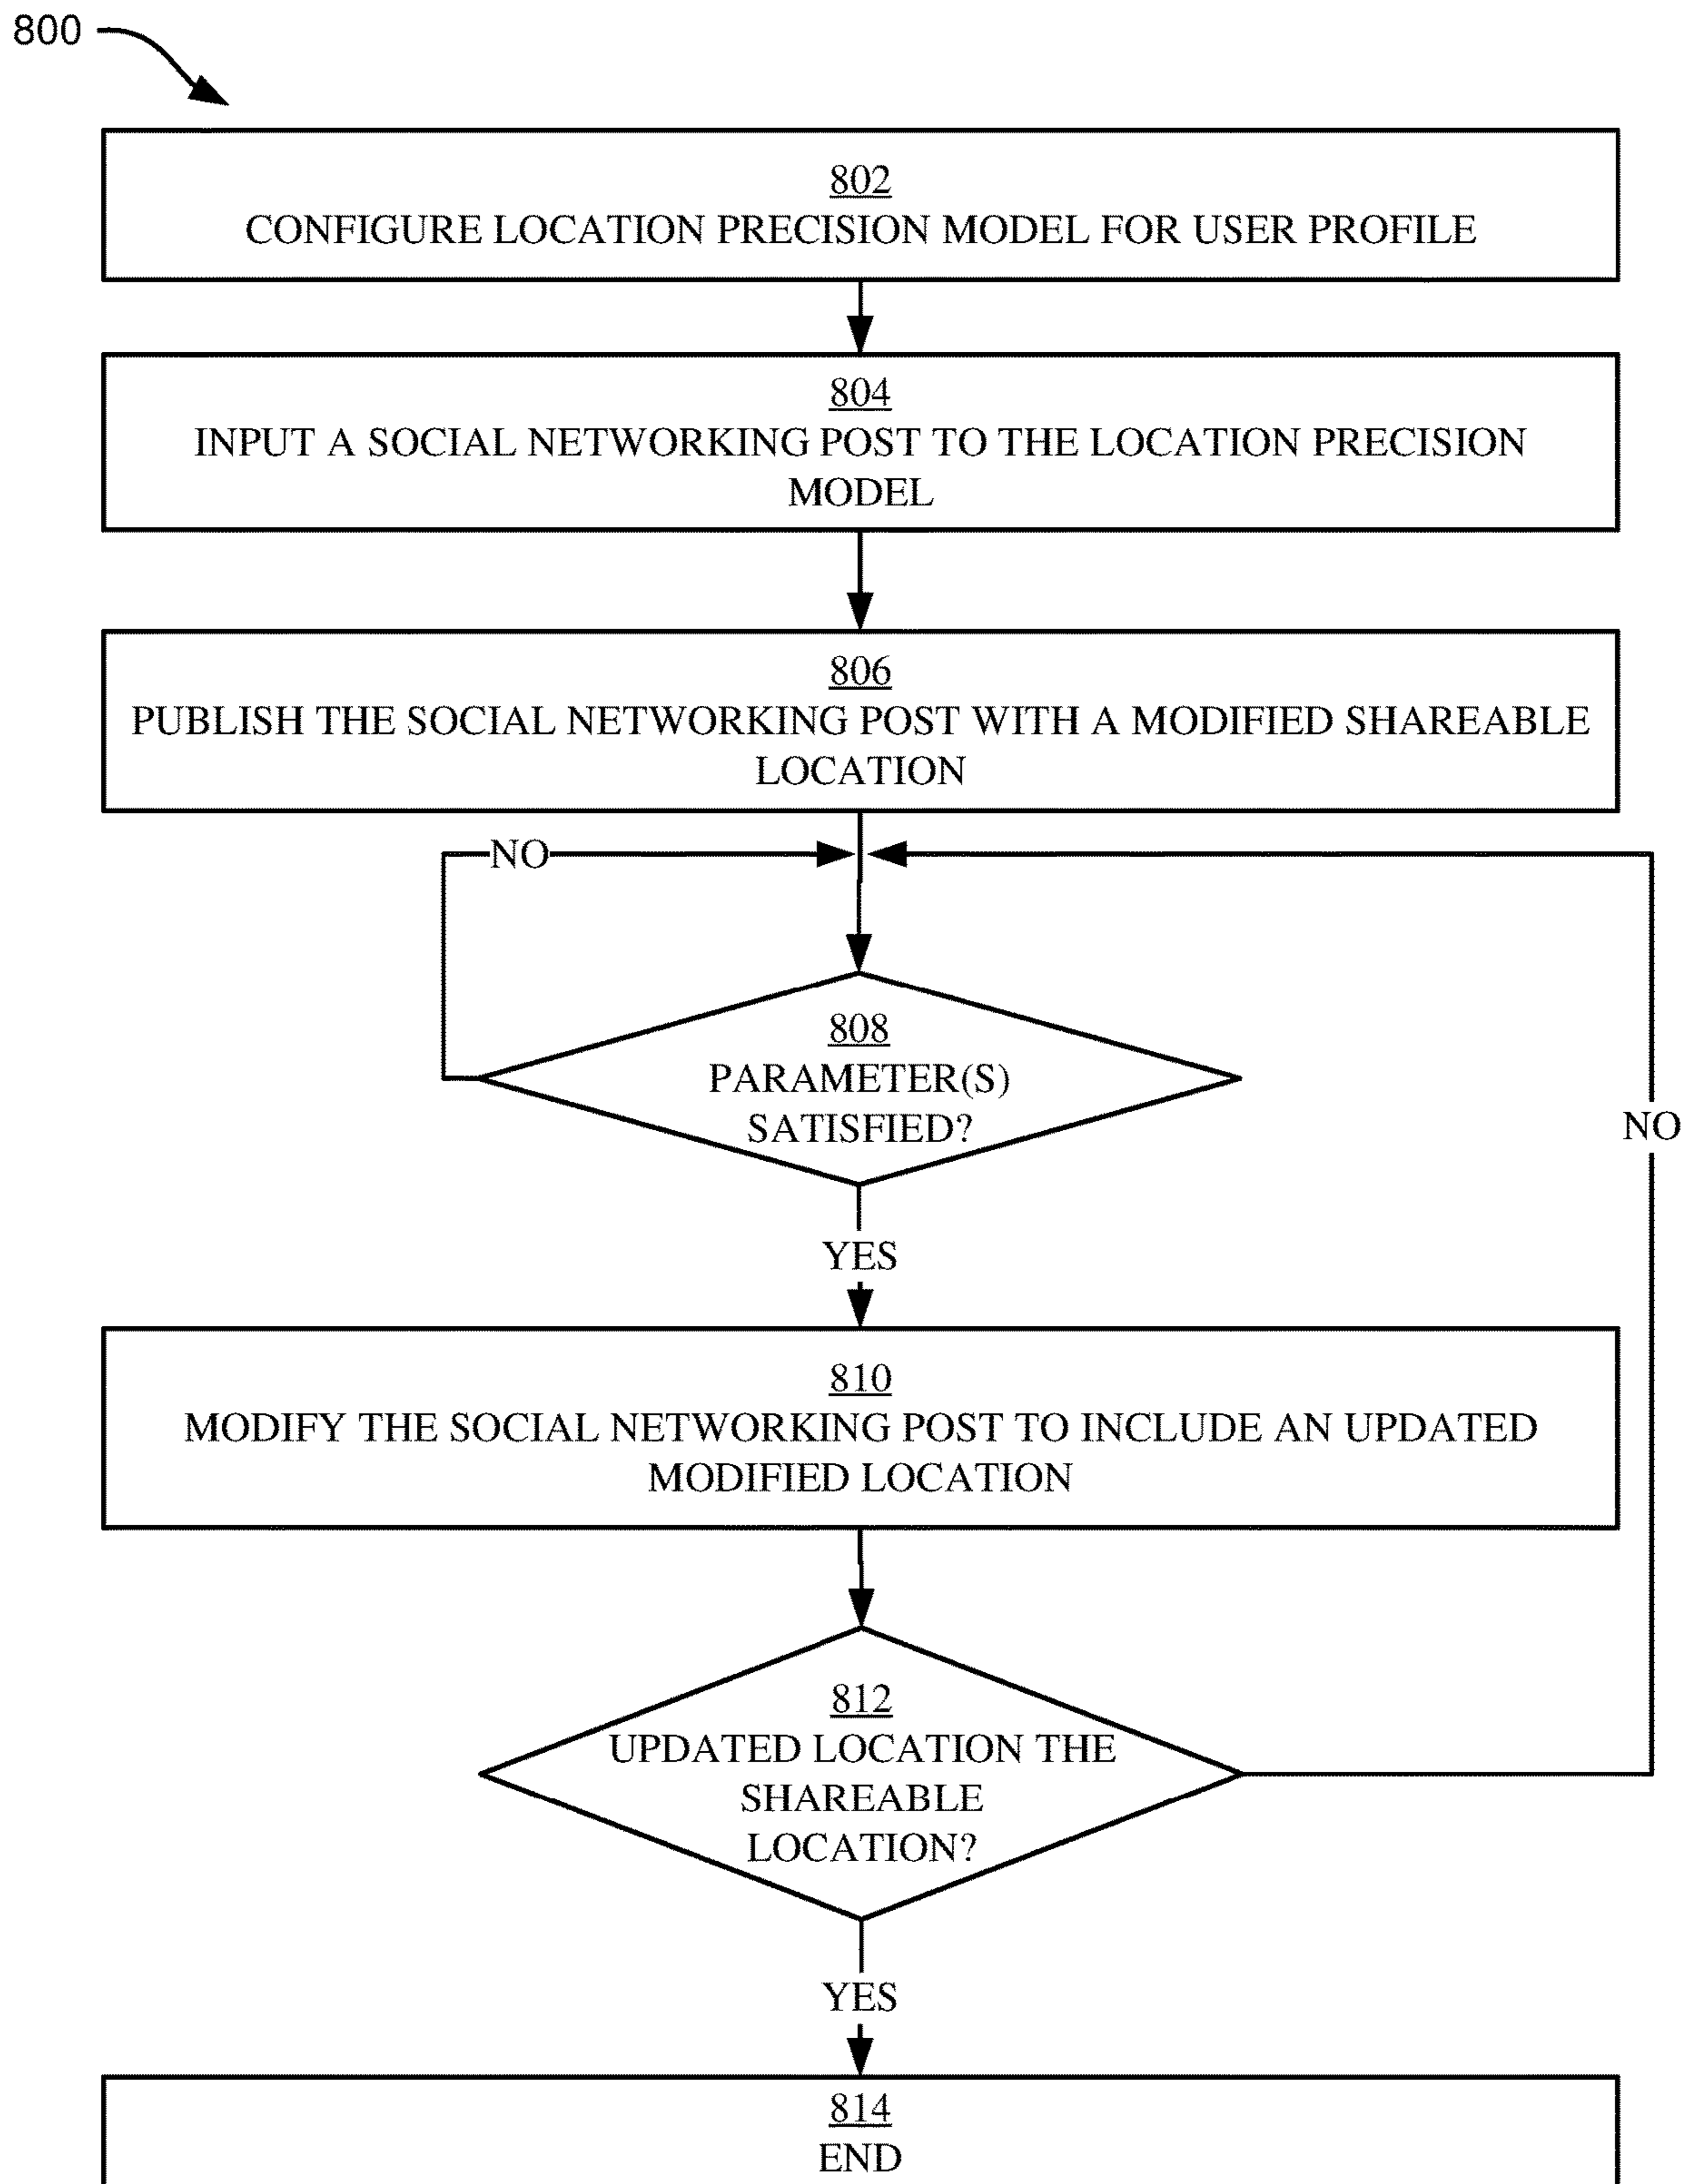 800
802
CONFIGURE LOCATION PRECISION MODEL FOR USER PROFILE
804
INPUT A SOCIAL NETWORKING POST TO THE LOCATION PRECISION
MODEL
806
PUBLISH THE SOCIAL NETWORKING POST WITH A MODIFIED SHAREABLE
LOCATION
NO
808
PARAMETER(S)
SATISFIED?
NO
YES
810
MODIFY THE SOCIAL NETWORKING POST TO INCLUDE AN UPDATED
MODIFIED LOCATION
812
UPDATED LOCATION THE
SHAREABLE
LOCATION?
YES
814
END